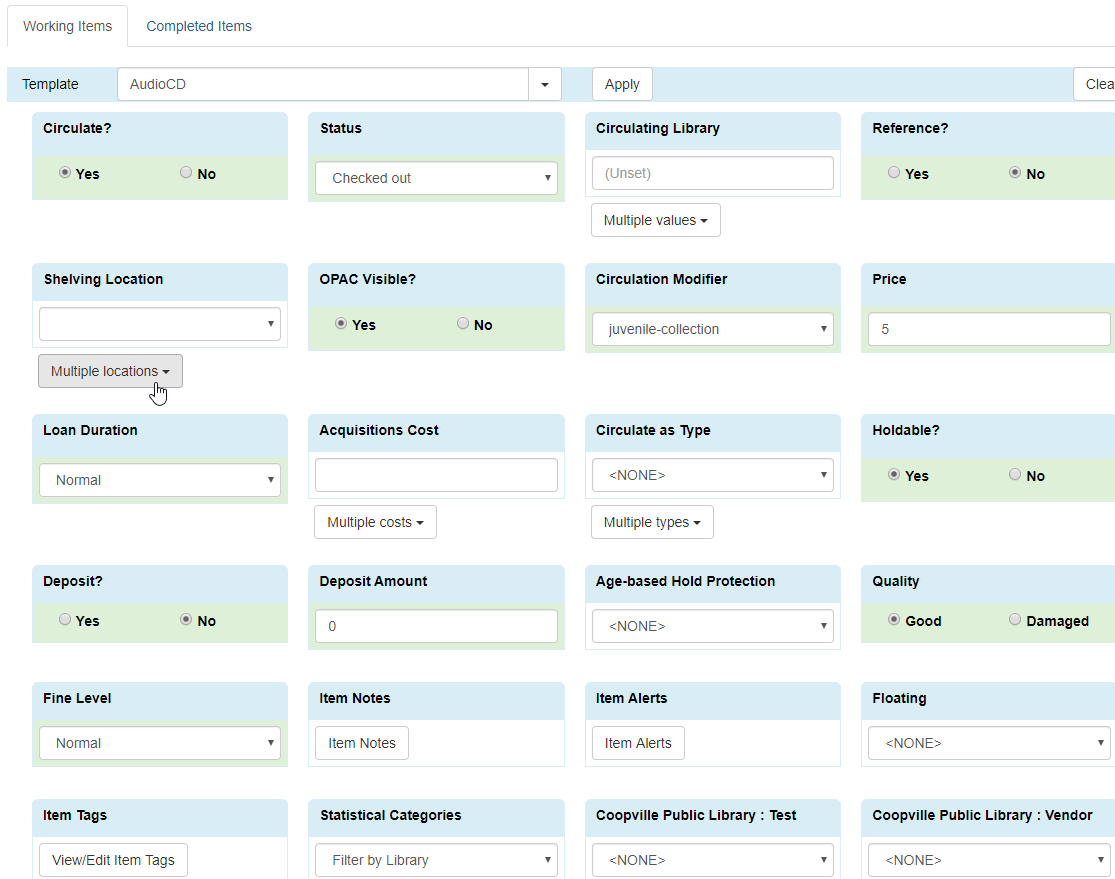 Working Items Completed Items
Template AudioCD Apply Clea
Circulate? Status Circulating Library Reference?
Yes No Checked out (Unset) Yes No
Multiple values
Shelving Location OPAC Visible? Circulation Modifier Price
Yes No juvenile-collection 5
Multiple locations
Loan Duration Acquisitions Cost Circulate as Type Holdable?
Normal <NONE> Yes No
Multiple costs Multiple types
Deposit? Deposit Amount Age-based Hold Protection Quality
Yes No 0 <NONE> Good Damaged
Fine Level Item Notes Item Alerts Floating
Normal Item Notes Item Alerts <NONE>
Item Tags Statistical Categories Coopville Public Library : Test Coopville Public Library : Vendor
View/Edit Item Tags Filter by Library <NONE> <NONE>